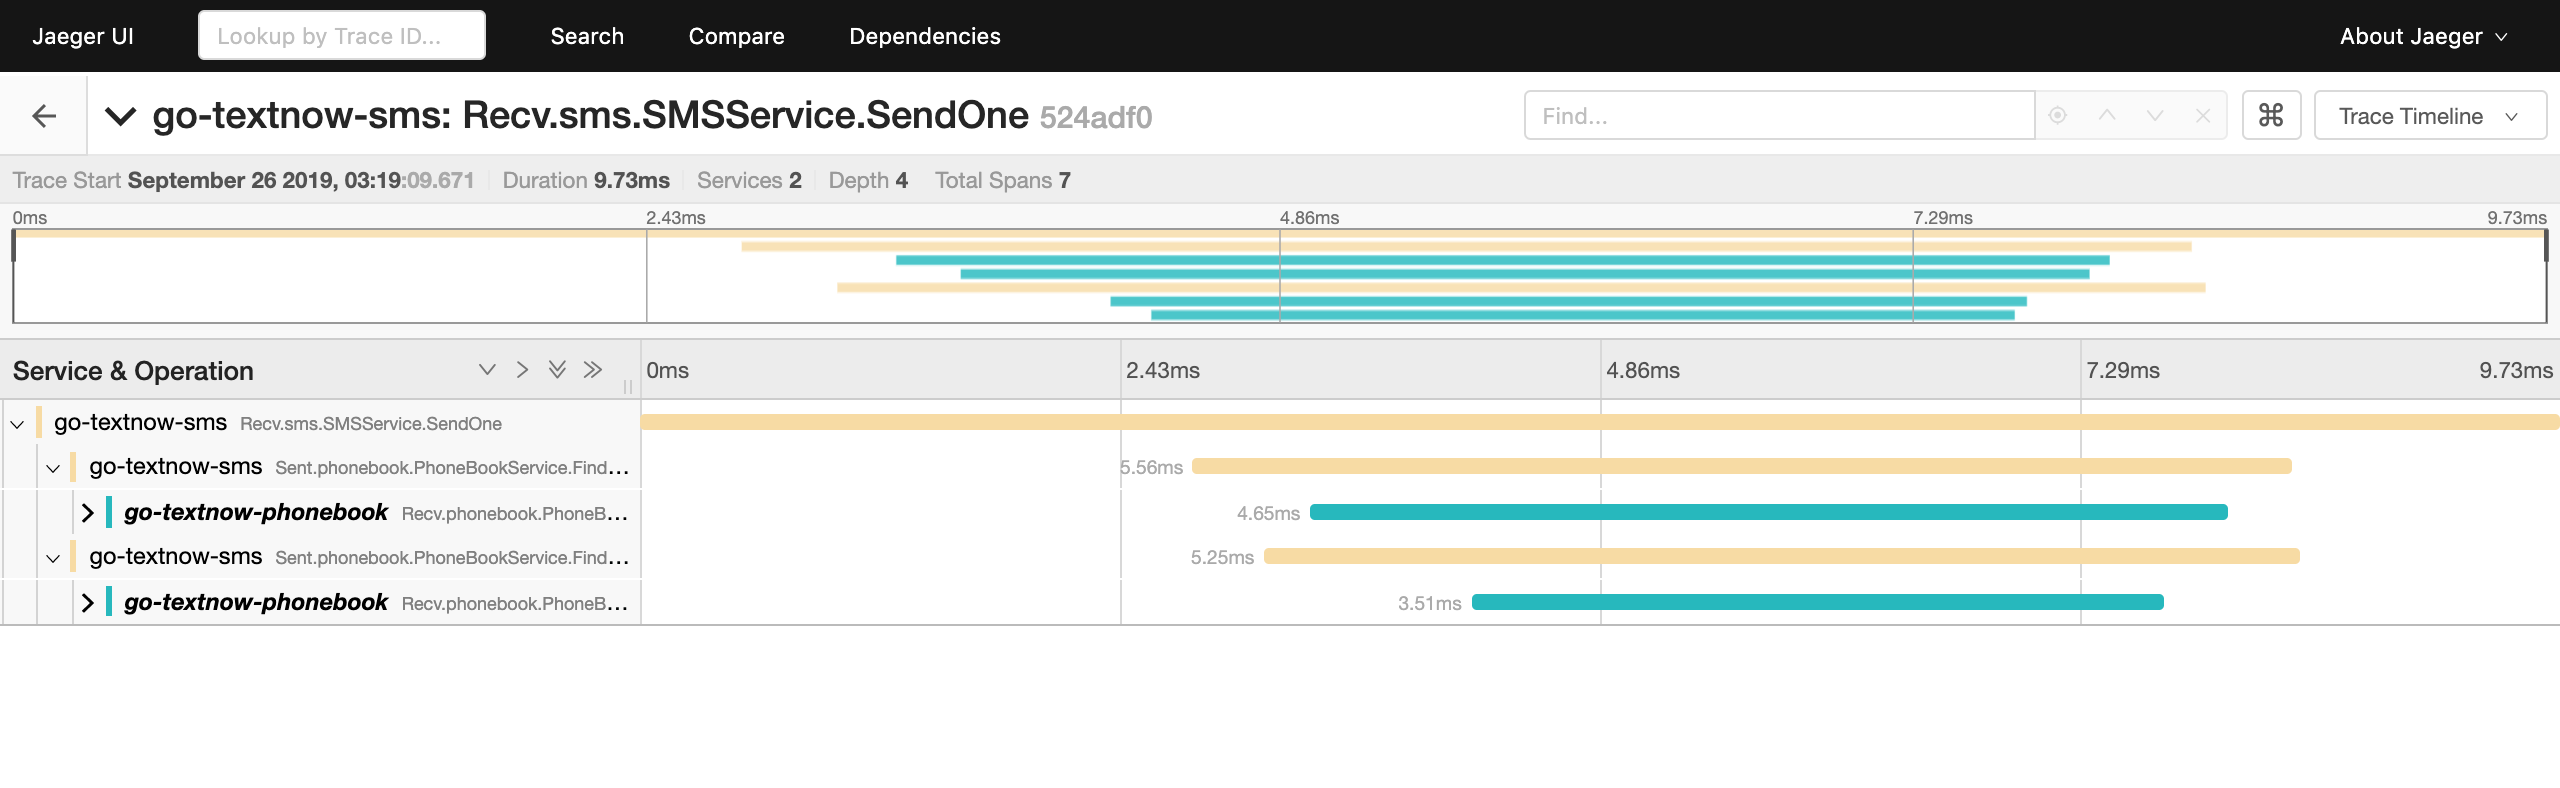 Jaeger UI Lookup by Trace ID... Search Compare Dependencies About Jaeger
go-textnow-sms: Recv.sms.SMSService.SendOne 524adf0 Find... ⌘ Trace Timeline
Trace Start September 26 2019, 03:19:09.671 Duration 9.73ms Services 2 Depth 4 Total Spans 7
0ms 2.43ms 4.86ms 7.29ms 9.73ms
Service & Operation 0ms 2.43ms 4.86ms 7.29ms 9.73ms
go-textnow-sms Recv.sms.SMSService.SendOne
go-textnow-sms Sent.phonebook.PhoneBookService.Find... 5.56ms
go-textnow-phonebook Recv.phonebook.PhoneB... 4.65ms
go-textnow-sms Sent.phonebook.PhoneBookService.Find... 5.25ms
go-textnow-phonebook Recv.phonebook.PhoneB... 3.51ms